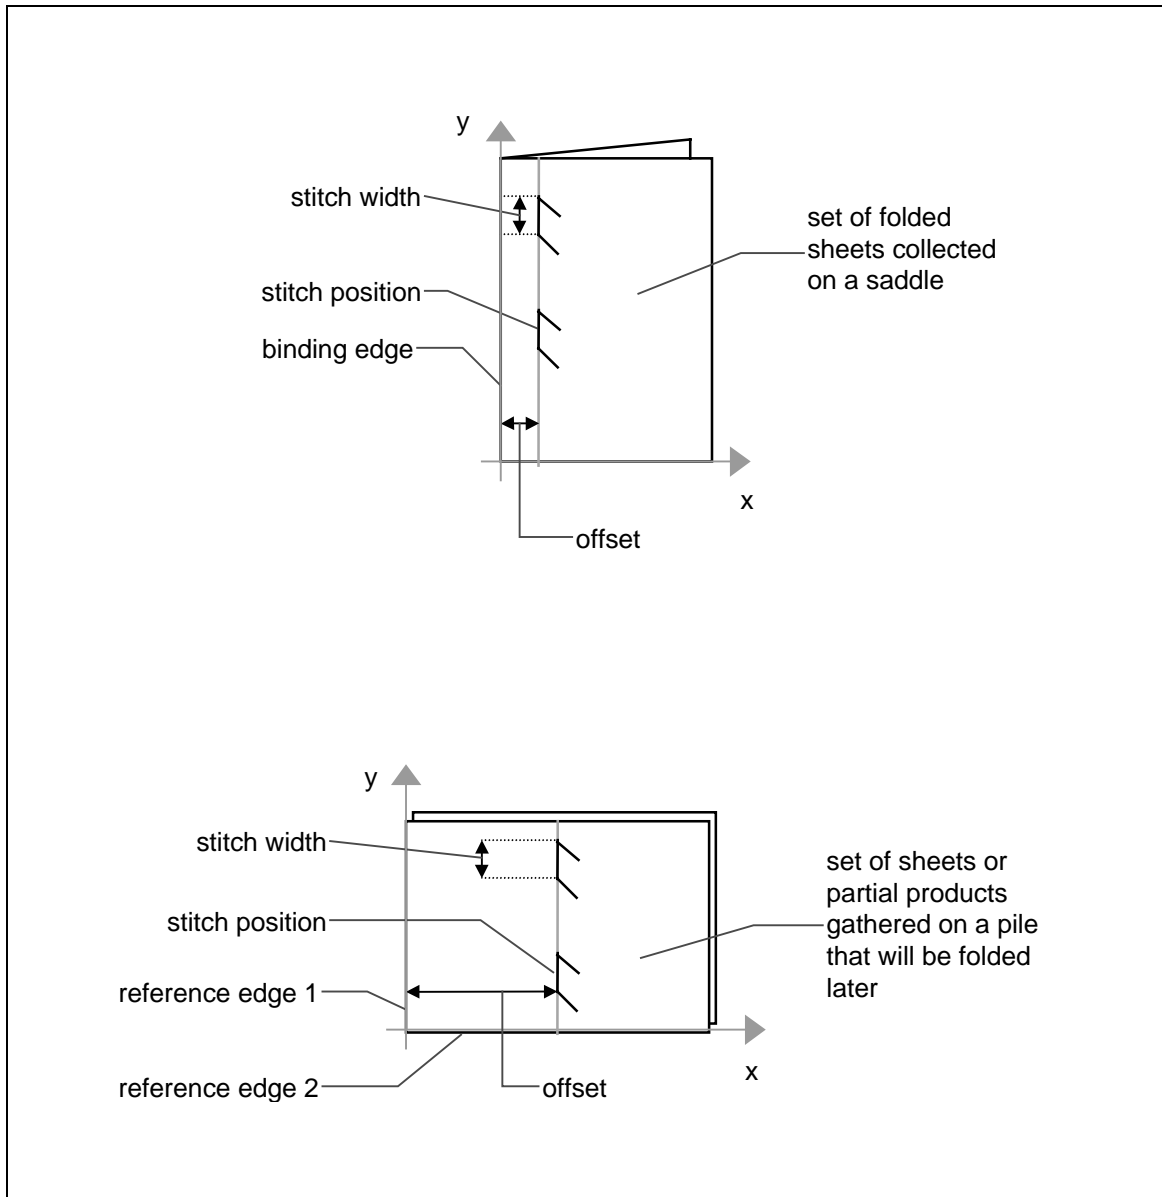 y
stitch width
set of folded
sheets collected
on a saddle
stitch position
binding edge
x
offset
y
stitch width
set of sheets or
partial products
gathered on a pile
that will be folded
later
stitch position
reference edge 1
x
reference edge 2
offset